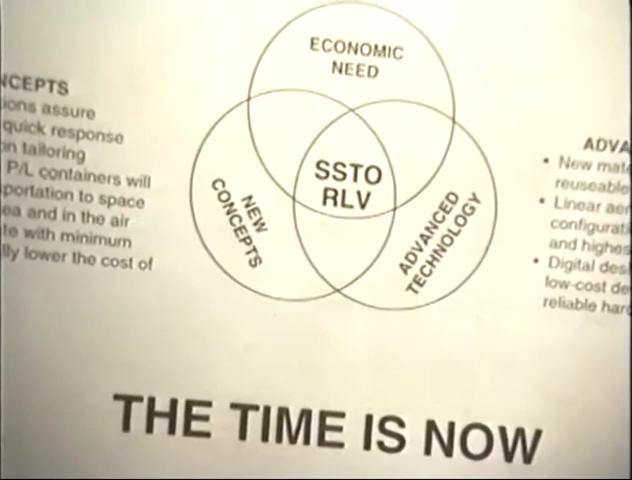 ECONOMIC
NEED
SSTO
RLV
NEW
CONCEPTS
ADVANCED
TECHNOLOGY
NCEPTS
ions assure
quick response
on tailoring
P/L containers will
portation to space
ea and in the air
te with minimum
lly lower the cost of
ADVA
• New mate
reuseable
• Linear aer
configurati
and highes
• Digital des
low-cost de
reliable hard
THE TIME IS NOW